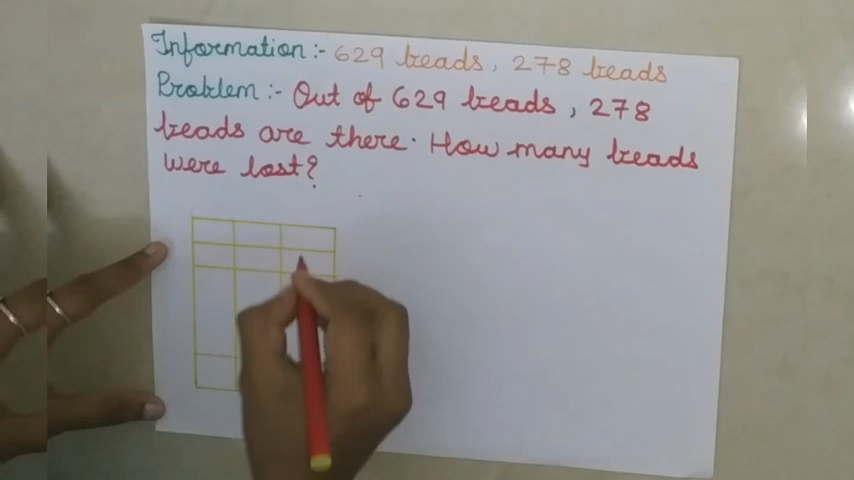 Information :- 629 beads, 278 beads
Problem :- Out of 629 beads, 278
beads are there. How many beads
were lost?